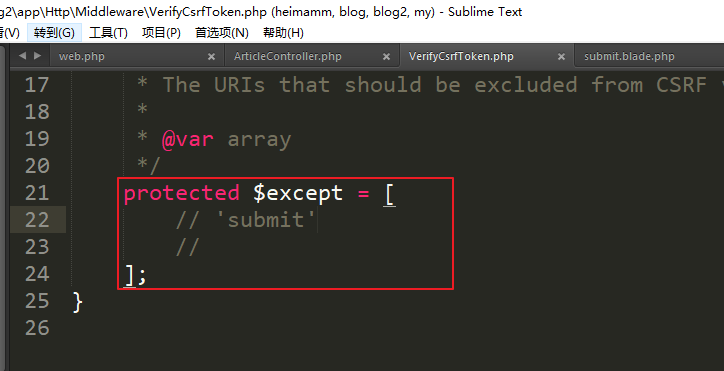 g2\app\Http\Middleware\VerifyCsrfToken.php (heimamm, blog, blog2, my) - Sublime Text
(V) 转到(G) 工具(T) 项目(P) 首选项(N) 帮助(H)
web.php × ArticleController.php × VerifyCsrfToken.php × submit.blade.php
17 * The URIs that should be excluded from CSRF
18 *
19 * @var array
20 */
21 protected $except = [
22 // 'submit'
23 //
24 ];
25 }
26